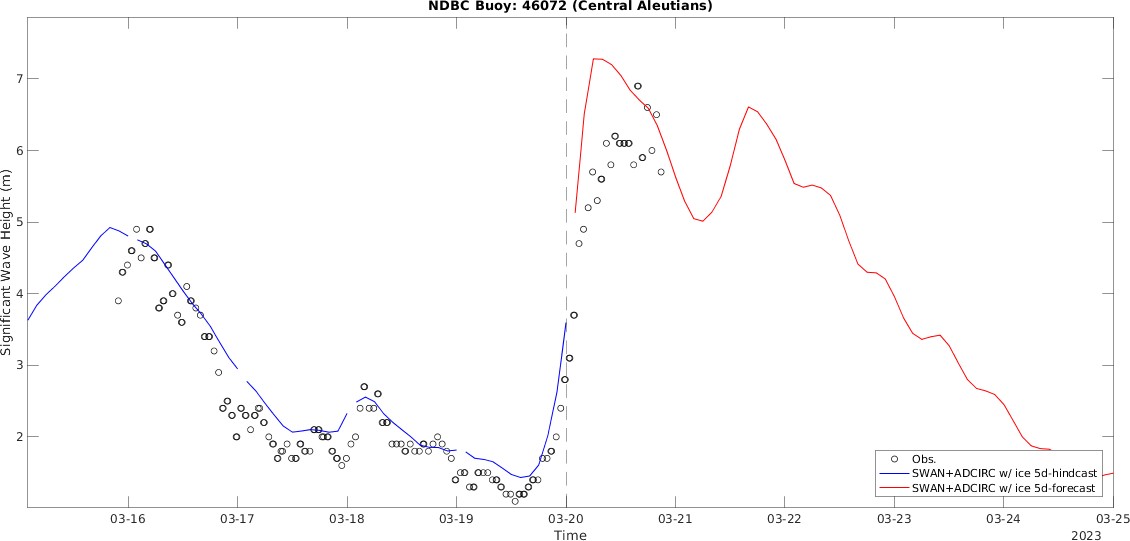 NDBC Buoy: 46072 (Central Aleutians)
Significant Wave Height (m)
7
6
5
4
3
2
Obs.
SWAN+ADCIRC w/ ice 5d-hindcast
SWAN+ADCIRC w/ ice 5d-forecast
03-16 03-17 03-18 03-19 03-20 03-21 03-22 03-23 03-24 03-25
Time
2023